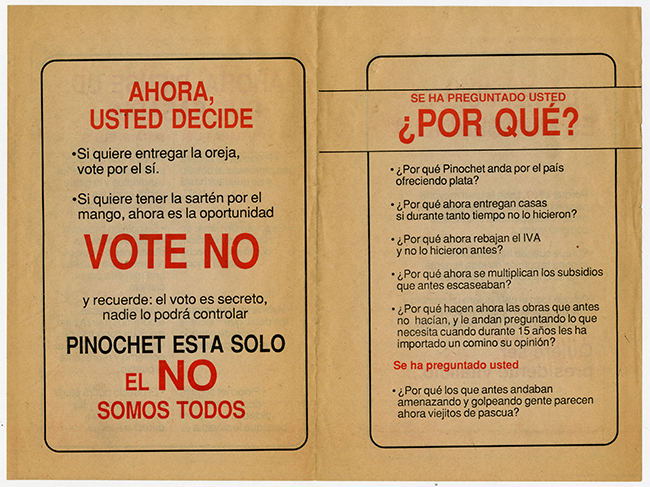 AHORA,
USTED DECIDE
•Si quiere entregar la oreja,
vote por el sí.
•Si quiere tener la sartén por el
mango, ahora es la oportunidad
VOTE NO
y recuerde: el voto es secreto,
nadie lo podrá controlar
PINOCHET ESTA SOLO
EL NO
SOMOS TODOS
SE HA PREGUNTADO USTED
¿POR QUÉ?
• ¿Por qué Pinochet anda por el país
ofreciendo plata?
• ¿Por qué ahora entregan casas
si durante tanto tiempo no lo hicieron?
• ¿Por qué ahora rebajan el IVA
y no lo hicieron antes?
• ¿Por qué ahora se multiplican los subsidios
que antes escaseaban?
• ¿Por qué hacen ahora las obras que antes
no hacían, y le andan preguntando lo que
necesita cuando durante 15 años les ha
importado un comino su opinión?
Se ha preguntado usted
• ¿Por qué los que antes andaban
amenazando y golpeando gente parecen
ahora viejitos de pascua?